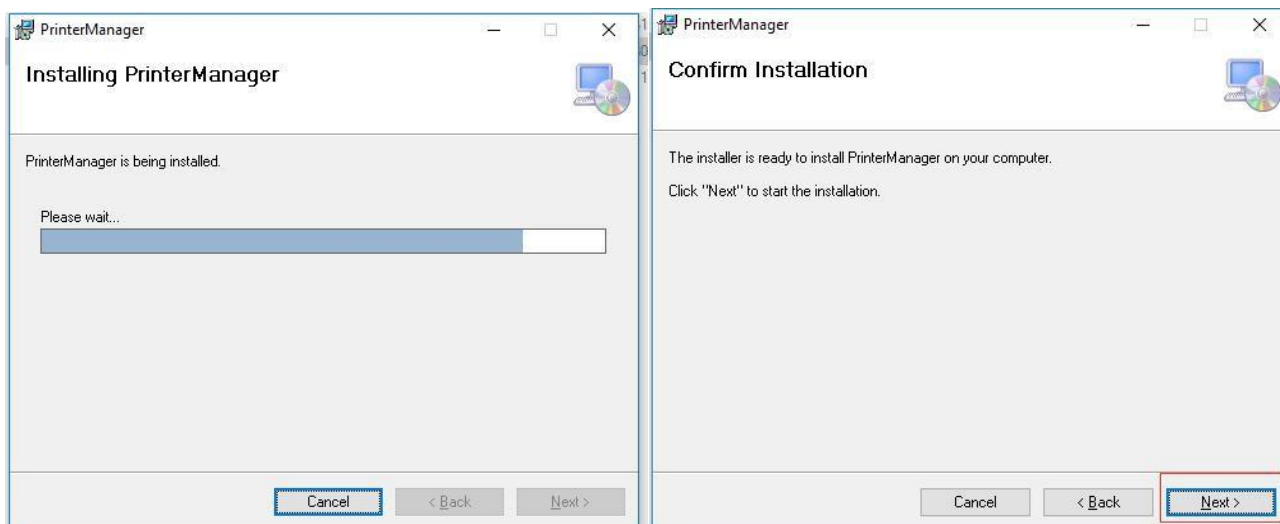 PrinterManager
Installing PrinterManager
PrinterManager is being installed.
Please wait...
Cancel
< Back
Next >
PrinterManager
Confirm Installation
The installer is ready to install PrinterManager on your computer.
Click "Next" to start the installation.
Cancel
< Back
Next >